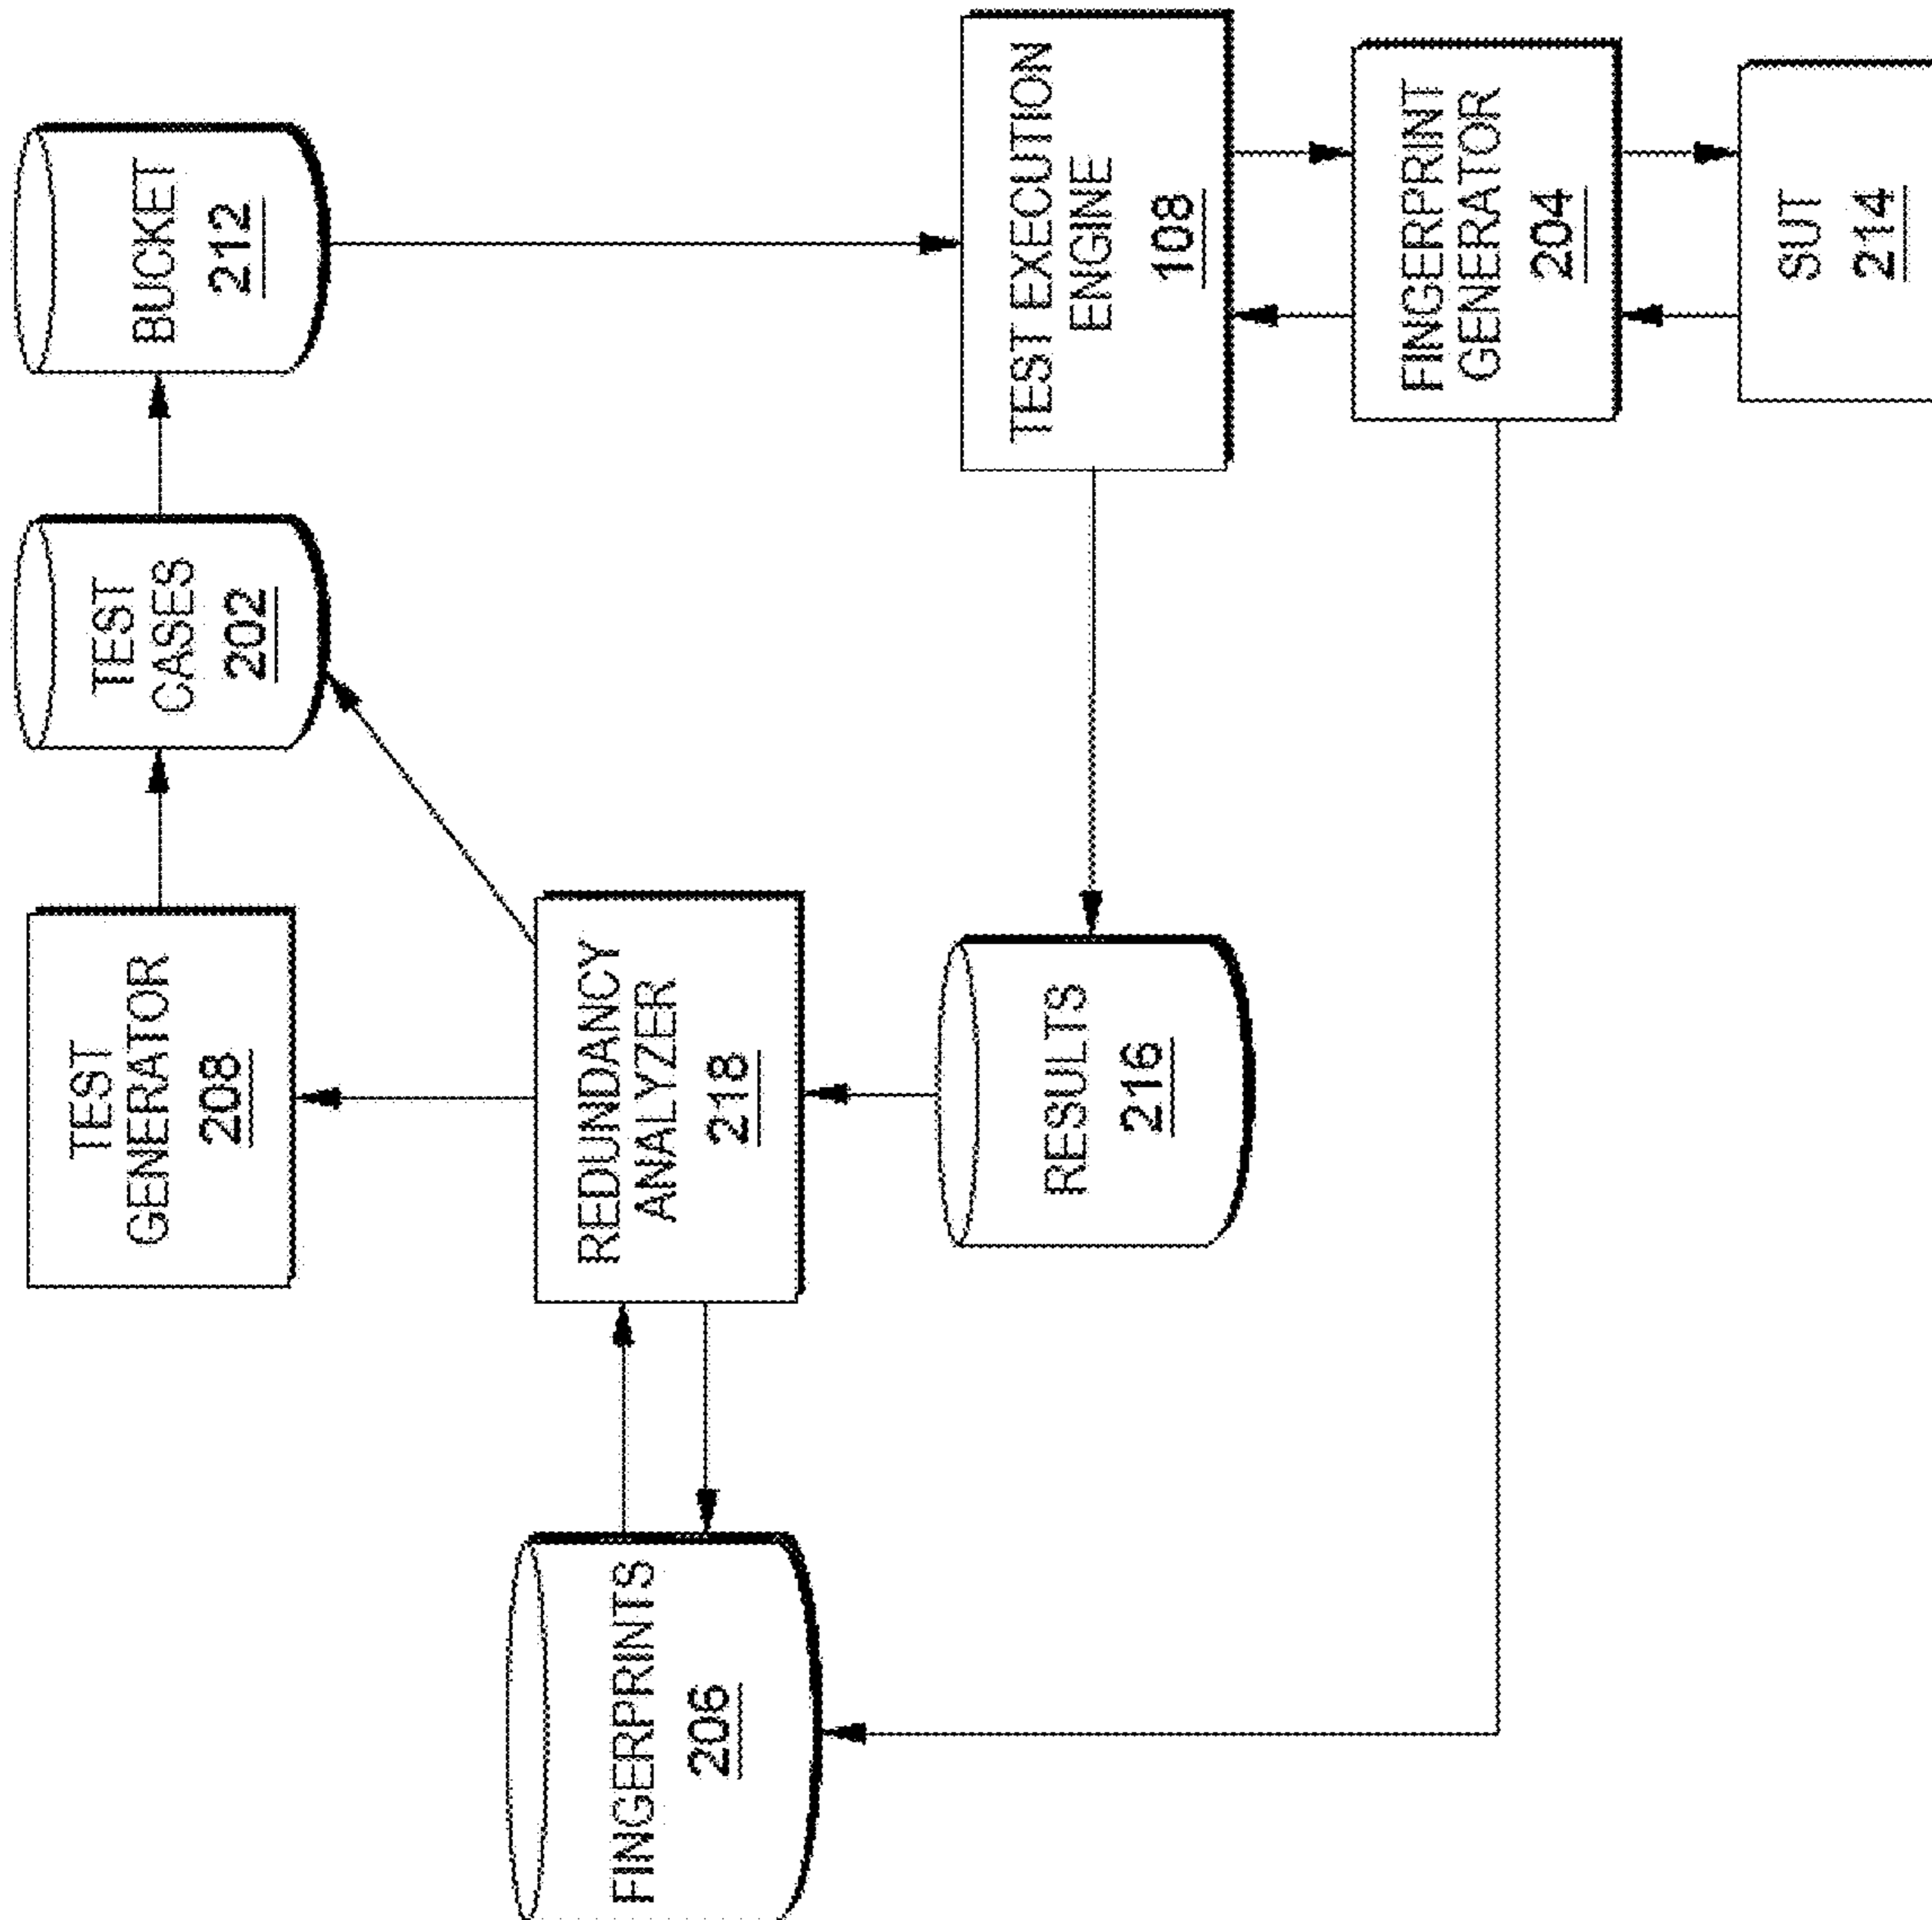 TEST
GENERATOR
208
TEST
CASES
202
BUCKET
212
FINGERPRINTS
206
REDUNDANCY
ANALYZER
218
RESULTS
216
TEST EXECUTION
ENGINE
108
FINGERPRINT
GENERATOR
204
SUT
214